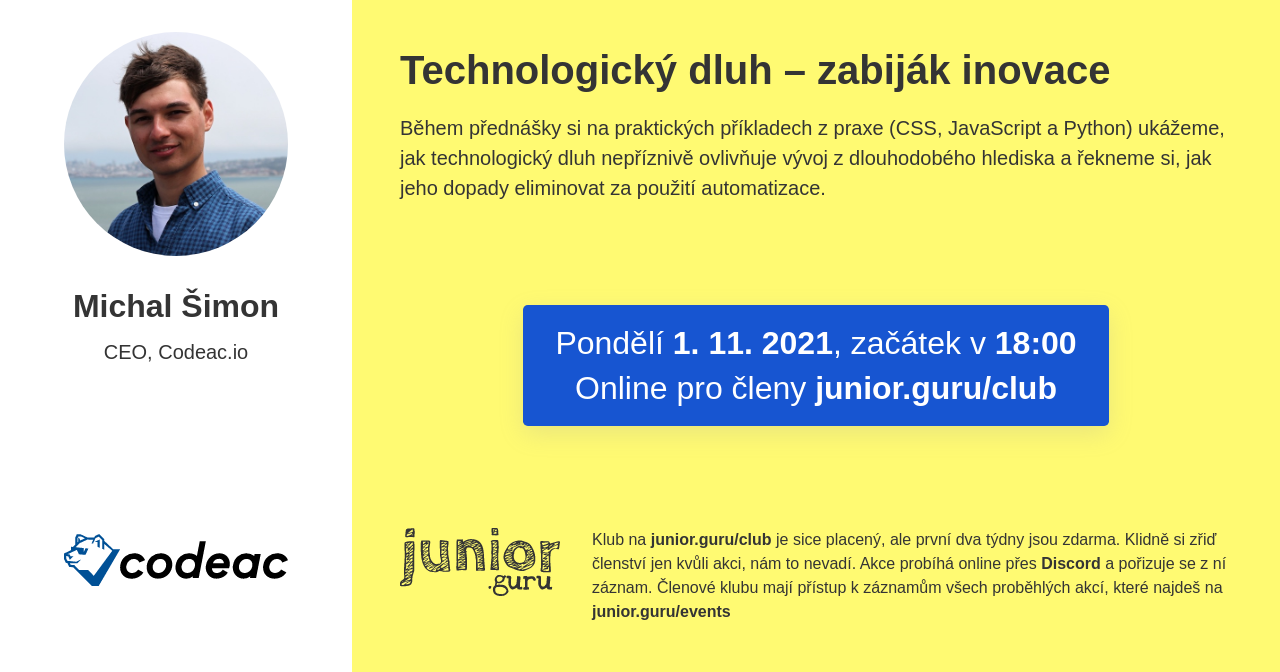 Michal Šimon
CEO, Codeac.io
codeac
Technologický dluh – zabiják inovace
Během přednášky si na praktických příkladech z praxe (CSS, JavaScript a Python) ukážeme,
jak technologický dluh nepříznivě ovlivňuje vývoj z dlouhodobého hlediska a řekneme si, jak
jeho dopady eliminovat za použití automatizace.
Pondělí 1. 11. 2021, začátek v 18:00
Online pro členy junior.guru/club
junior
.guru
Klub na junior.guru/club je sice placený, ale první dva týdny jsou zdarma. Klidně si zřiď
členství jen kvůli akci, nám to nevadí. Akce probíhá online přes Discord a pořizuje se z ní
záznam. Členové klubu mají přístup k záznamům všech proběhlých akcí, které najdeš na
junior.guru/events